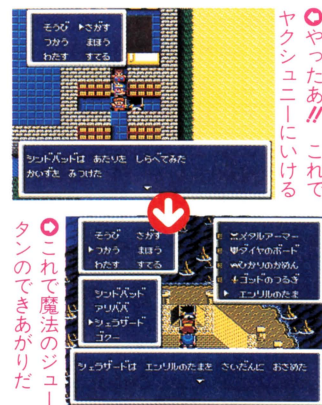 やったあ!! これで
ヤクシュニーにいける
そうび ▶さがす
つかう まほう
わたす すてる
シンドバッドは あたりを しらべてみた
かいずを みつけた
これで魔法のジュー
タンのできあがりだ
そうび さがす
▶つかう まほう
わたす すてる
メタルアーマー
ダイヤのボード
ひかりのかめん
ゴッドのつるぎ
▶ エンリルのたま
シンドバッド
アリババ
▶シェラザード
ゴクー
シェラザードは エンリルのたまを さいだんに おさめた